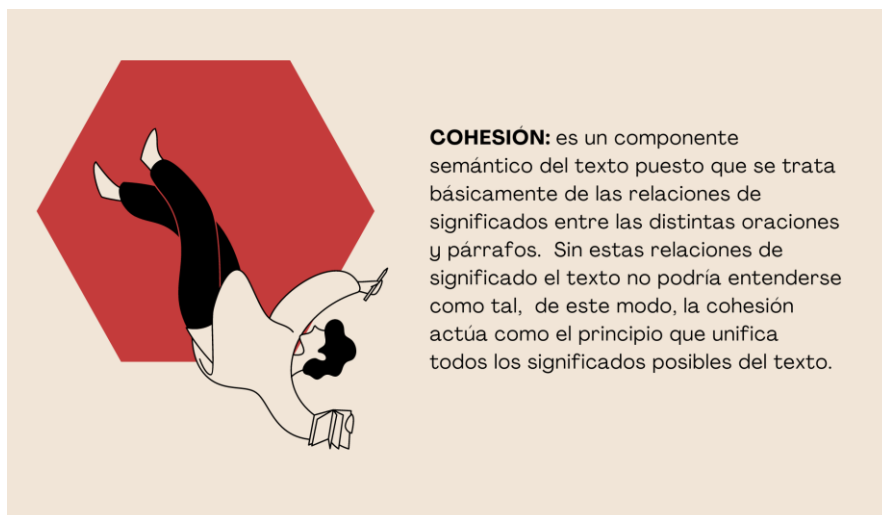 COHESIÓN: es un componente
semántico del texto puesto que se trata
básicamente de las relaciones de
significados entre las distintas oraciones
y párrafos.  Sin estas relaciones de
significado el texto no podría entenderse
como tal,  de este modo, la cohesión
actúa como el principio que unifica
todos los significados posibles del texto.